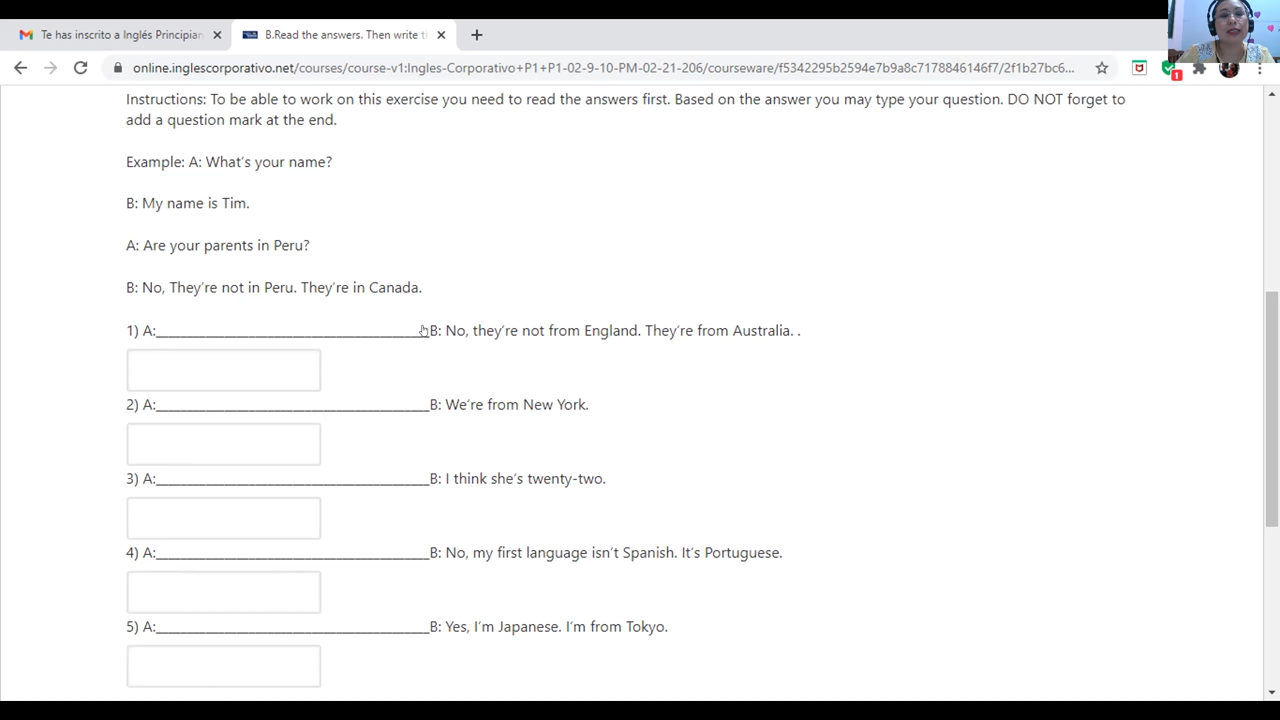 Te has inscrito a Inglés Principian
B.Read the answers. Then write t
online.inglescorporativo.net/courses/course-v1:Ingles-Corporativo+P1+P1-02-9-10-PM-02-21-206/courseware/f5342295b2594e7b9a8c7178846146f7/2f1b27bc6...
1
Instructions: To be able to work on this exercise you need to read the answers first. Based on the answer you may type your question. DO NOT forget to
add a question mark at the end.
Example: A: What's your name?
B: My name is Tim.
A: Are your parents in Peru?
B: No, They're not in Peru. They're in Canada.
1) A:___________________________________B: No, they're not from England. They're from Australia. .
2) A:___________________________________B: We're from New York.
3) A:___________________________________B: I think she's twenty-two.
4) A:___________________________________B: No, my first language isn't Spanish. It's Portuguese.
5) A:___________________________________B: Yes, I'm Japanese. I'm from Tokyo.